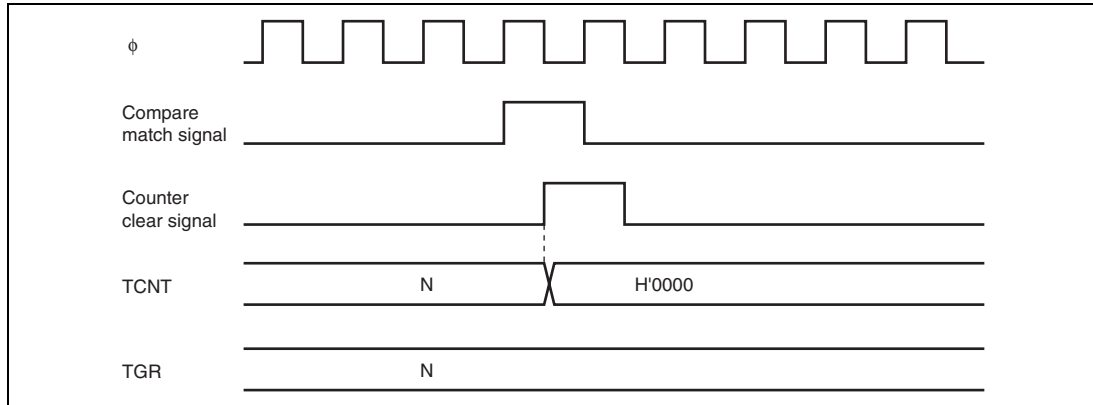 ϕ
Compare
match signal
Counter
clear signal
TCNT N H'0000
TGR N